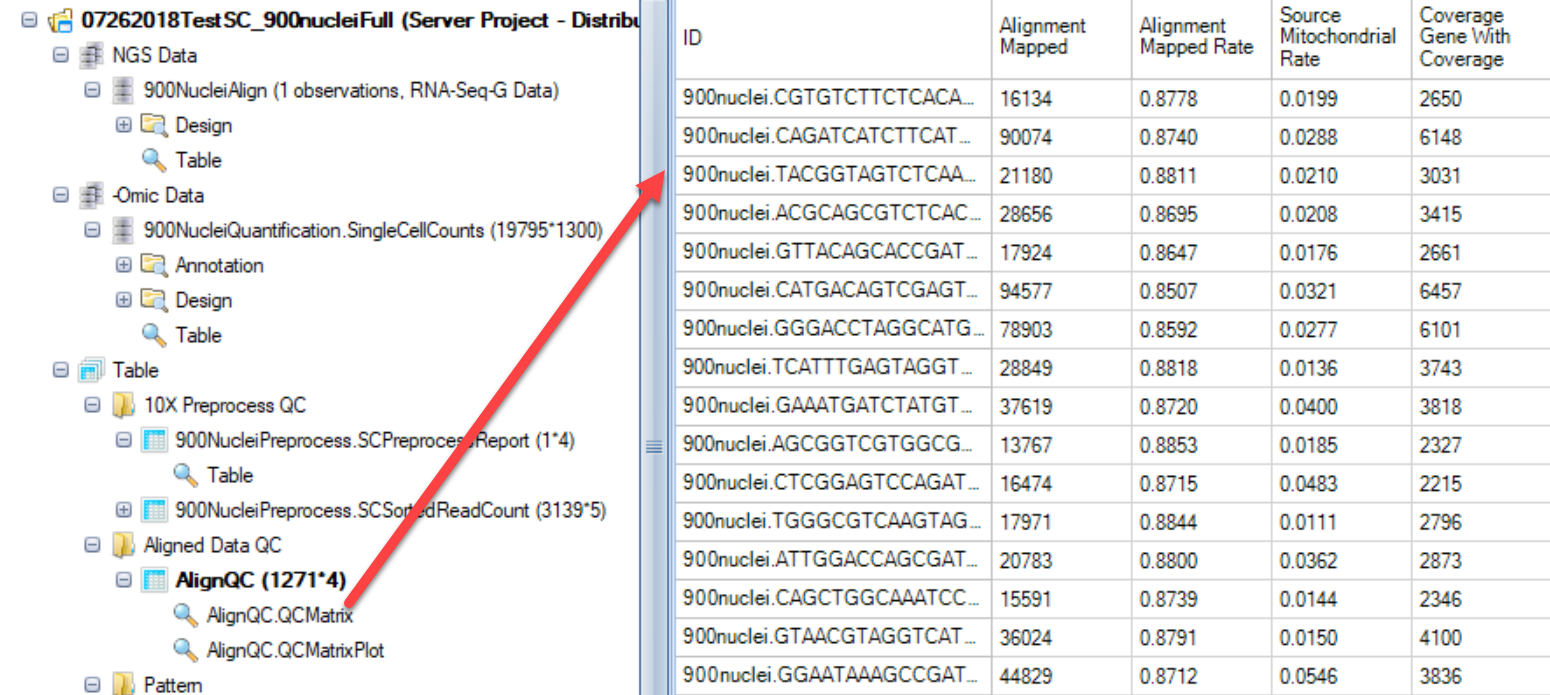 07262018TestSC_900nucleiFull (Server Project - Distribu
NGS Data
900NucleiAlign (1 observations, RNA-Seq-G Data)
Design
Table
-Omic Data
900NucleiQuantification.SingleCellCounts (19795*1300)
Annotation
Design
Table
Table
10X Preprocess QC
900NucleiPreprocess.SCPreprocessReport (1*4)
Table
900NucleiPreprocess.SCSortedReadCount (3139*5)
Aligned Data QC
AlignQC (1271*4)
AlignQC.QCMatrix
AlignQC.QCMatrixPlot
Pattern
ID Alignment Mapped Alignment Mapped Rate Source Mitochondrial Rate Coverage Gene With Coverage
900nuclei.CGTGTCTTCTCACA... 16134 0.8778 0.0199 2650
900nuclei.CAGATCATCTTCAT... 90074 0.8740 0.0288 6148
900nuclei.TACGGTAGTCTCAA... 21180 0.8811 0.0210 3031
900nuclei.ACGCAGCGTCTCAC... 28656 0.8695 0.0208 3415
900nuclei.GTTACAGCACCGAT... 17924 0.8647 0.0176 2661
900nuclei.CATGACAGTCGAGT... 94577 0.8507 0.0321 6457
900nuclei.GGGACCTAGGCATG... 78903 0.8592 0.0277 6101
900nuclei.TCATTTGAGTAGGT... 28849 0.8818 0.0136 3743
900nuclei.GAAATGATCTATGT... 37619 0.8720 0.0400 3818
900nuclei.AGCGGTCGTGGCG... 13767 0.8853 0.0185 2327
900nuclei.CTCGGAGTCCAGAT... 16474 0.8715 0.0483 2215
900nuclei.TGGGCGTCAAGTAG... 17971 0.8844 0.0111 2796
900nuclei.ATTGGACCAGCGAT... 20783 0.8800 0.0362 2873
900nuclei.CAGCTGGCAAATCC... 15591 0.8739 0.0144 2346
900nuclei.GTAACGTAGGTCAT... 36024 0.8791 0.0150 4100
900nuclei.GGAATAAAGCCGAT... 44829 0.8712 0.0546 3836